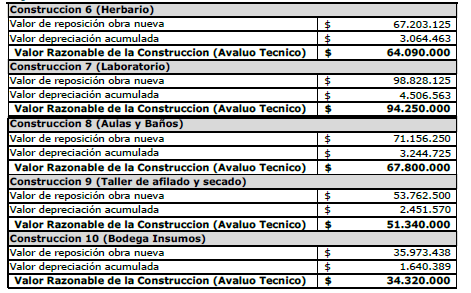 Construccion 6 (Herbario)
Valor de reposición obra nueva $ 67.203.125
Valor depreciación acumulada $ 3.064.463
Valor Razonable de la Construccion (Avaluo Tecnico) $ 64.090.000
Construccion 7 (Laboratorio)
Valor de reposición obra nueva $ 98.828.125
Valor depreciación acumulada $ 4.506.563
Valor Razonable de la Construccion (Avaluo Tecnico) $ 94.250.000
Construccion 8 (Aulas y Baños)
Valor de reposición obra nueva $ 71.156.250
Valor depreciación acumulada $ 3.244.725
Valor Razonable de la Construccion (Avaluo Tecnico) $ 67.800.000
Construccion 9 (Taller de afilado y secado)
Valor de reposición obra nueva $ 53.762.500
Valor depreciación acumulada $ 2.451.570
Valor Razonable de la Construccion (Avaluo Tecnico) $ 51.340.000
Construccion 10 (Bodega Insumos)
Valor de reposición obra nueva $ 35.973.438
Valor depreciación acumulada $ 1.640.389
Valor Razonable de la Construccion (Avaluo Tecnico) $ 34.320.000